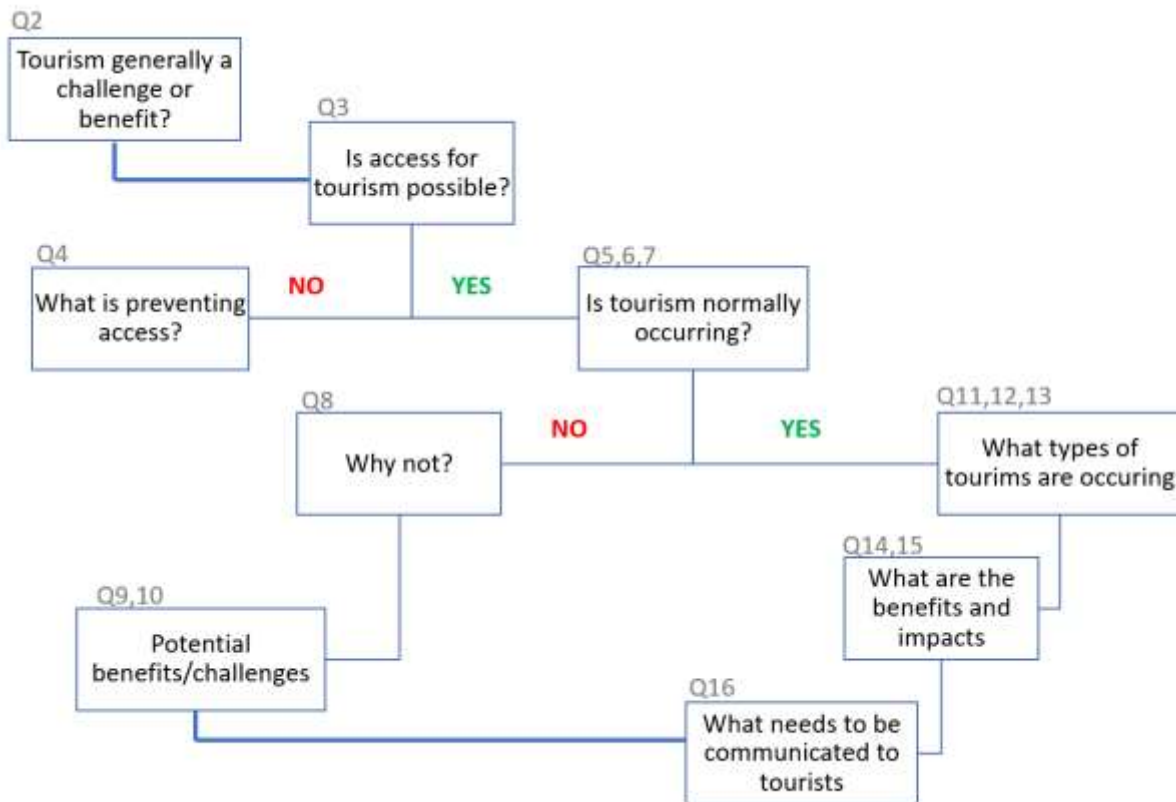 Q2
Tourism generally a
challenge or
benefit?
Q3
Is access for
tourism possible?
Q4
What is preventing
access?
NO
YES
Q5,6,7
Is tourism normally
occurring?
Q8
Why not?
NO
YES
Q11,12,13
What types of
tourims are occuring
Q14,15
What are the
benefits and
impacts
Q9,10
Potential
benefits/challenges
Q16
What needs to be
communicated to
tourists